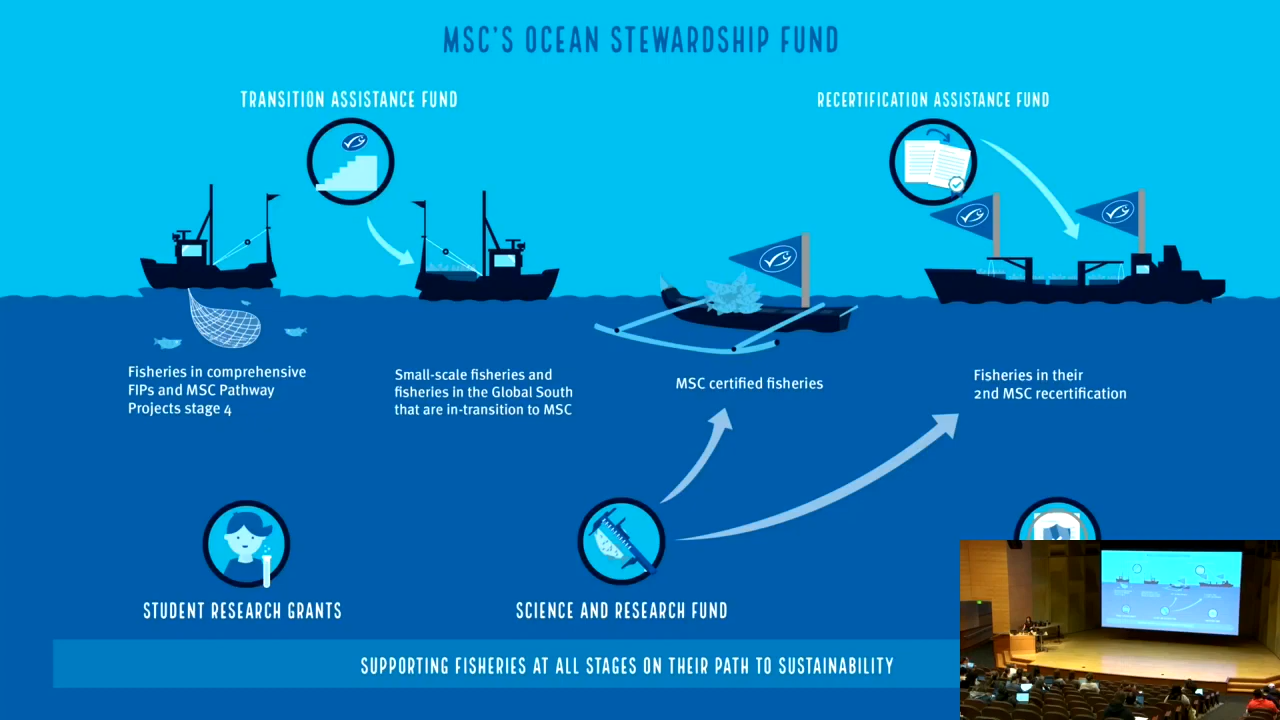 MSC'S OCEAN STEWARDSHIP FUND
TRANSITION ASSISTANCE FUND
RECERTIFICATION ASSISTANCE FUND
Fisheries in comprehensive
FIPs and MSC Pathway
Projects stage 4
Small-scale fisheries and
fisheries in the Global South
that are in-transition to MSC
MSC certified fisheries
Fisheries in their
2nd MSC recertification
STUDENT RESEARCH GRANTS
SCIENCE AND RESEARCH FUND
SUPPORTING FISHERIES AT ALL STAGES ON THEIR PATH TO SUSTAINABILITY